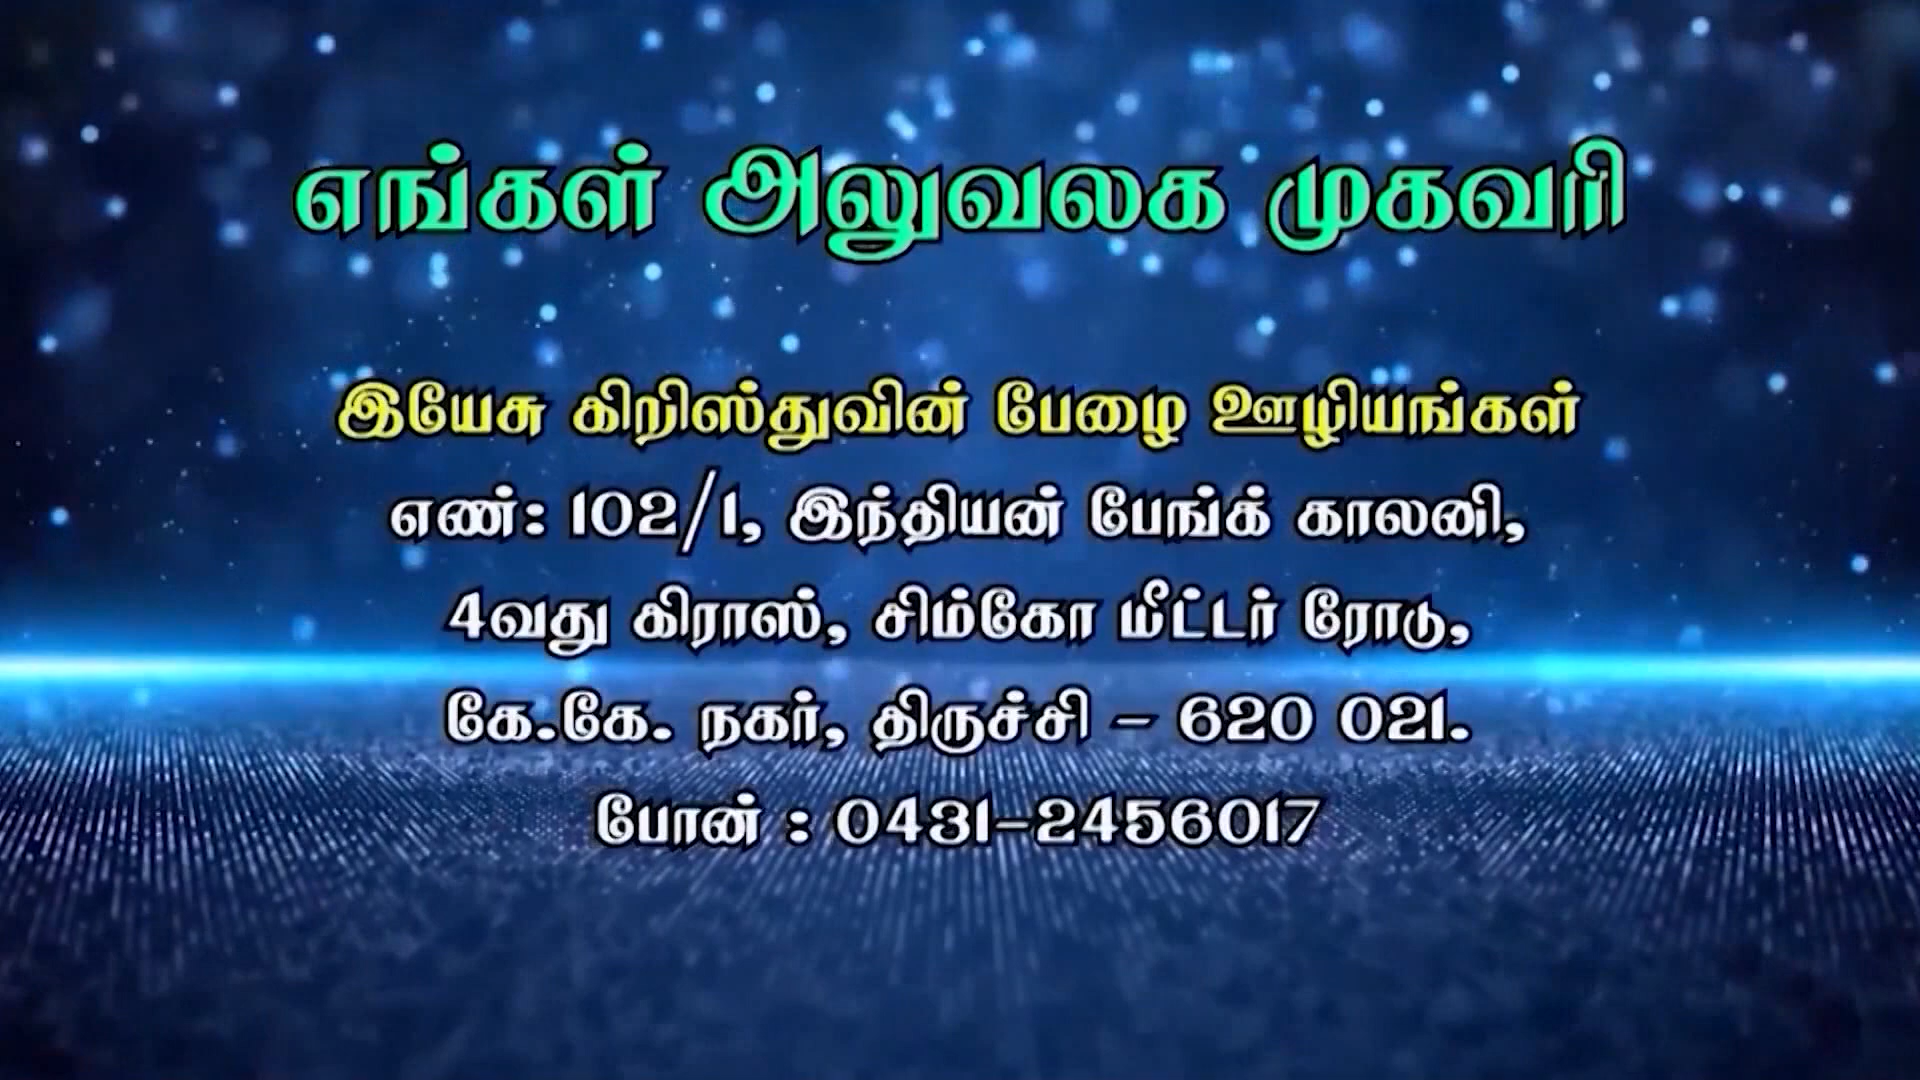 எங்கள் அலுவலக முகவரி
இயேசு கிறிஸ்துவின் பேழை ஊழியங்கள்
எண்: 102/1, இந்தியன் பேங்க் காலனி,
4வது கிராஸ், சிம்கோ மீட்டர் ரோடு,
கே.கே. நகர், திருச்சி - 620 021.
போன் : 0431-2456017